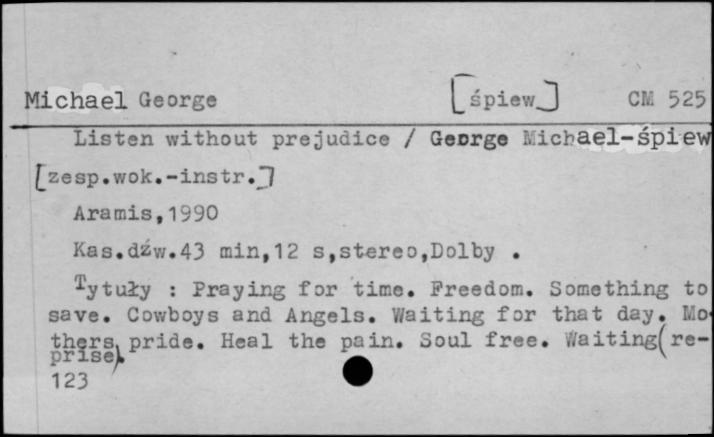 Michael George [śpiew] CM 525
Listen without prejudice / George Michael-śpiew
[zesp.wok.-instr.]
Aramis,1990
Kas.dźw.43 min,12 s,stereo,Dolby .
Tytuły : Praying for time. Freedom. Something to
save. Cowboys and Angels. Waiting for that day. Mo-
thers pride. Heal the pain. Soul free. Waiting(re-
prise).
123